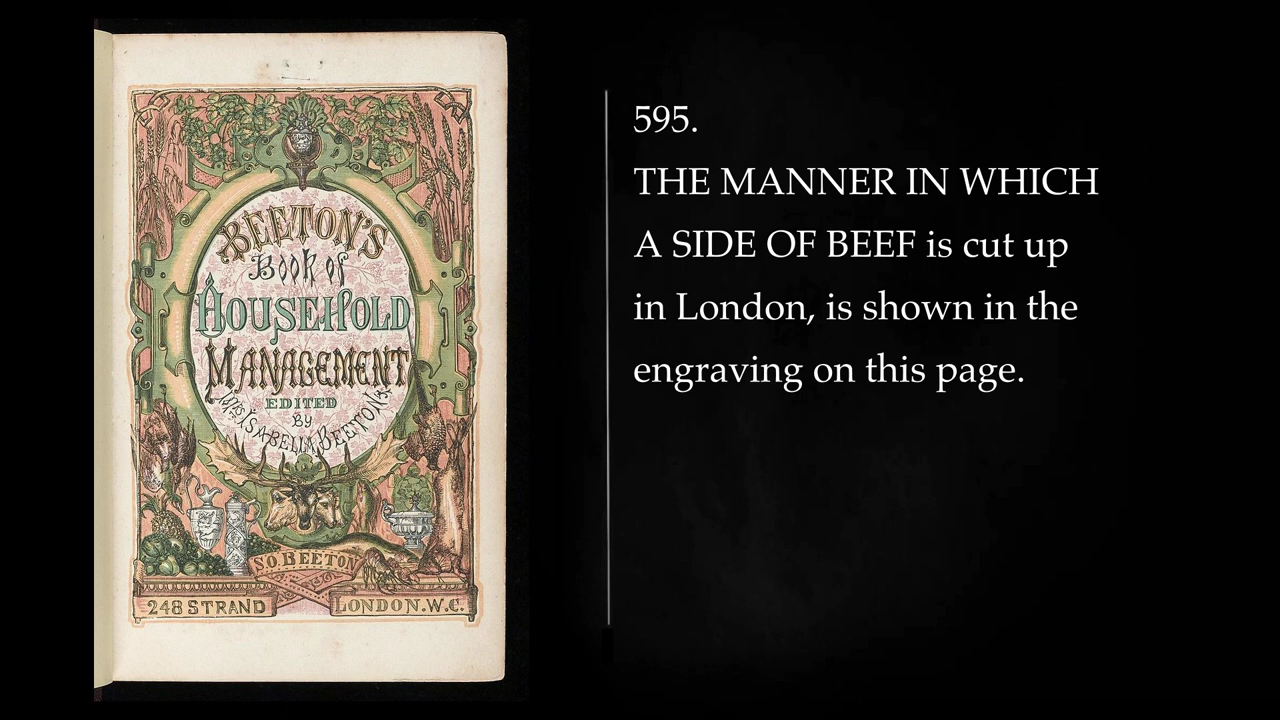 BEETON'S
Book of
HOUSEHOLD
MANAGEMENT
EDITED
BY
MRS ISABELLA BEETON
S.O. BEETON
248 STRAND
LONDON. W.C.
595.
THE MANNER IN WHICH
A SIDE OF BEEF is cut up
in London, is shown in the
engraving on this page.